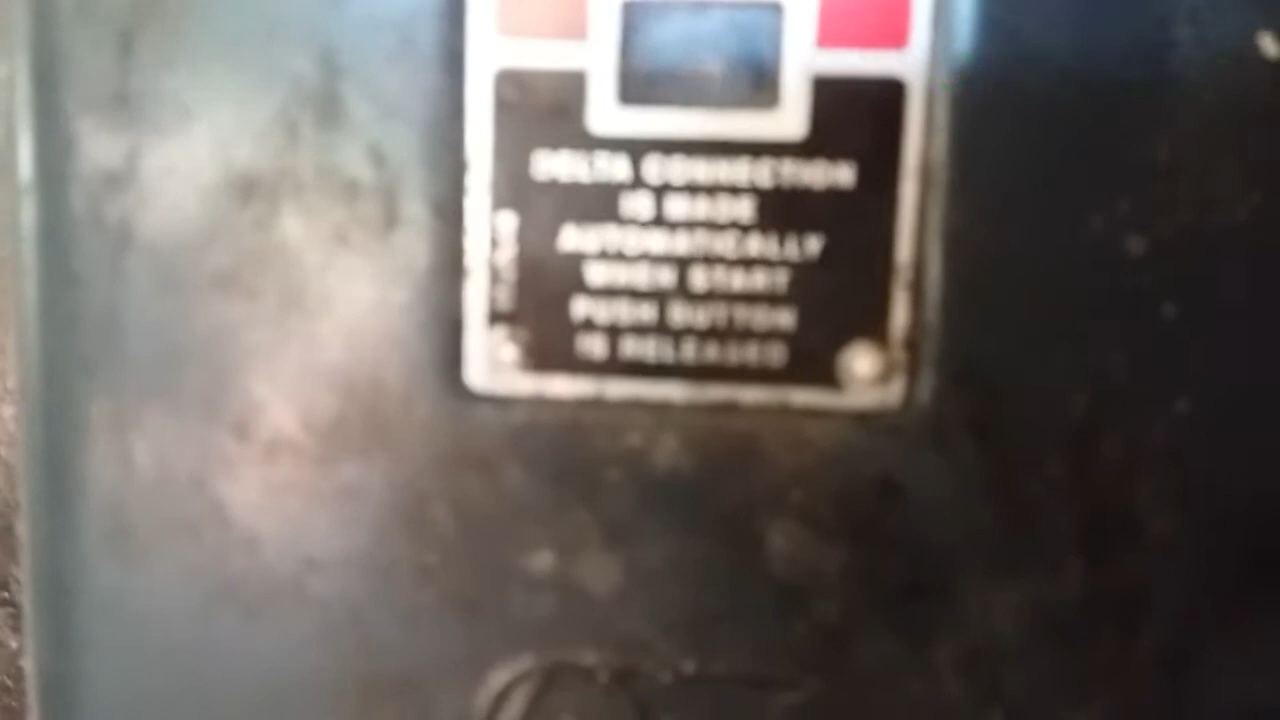 DELTA CONNECTION
IS MADE
AUTOMATICALLY
WHEN START
PUSH BUTTON
IS RELEASED